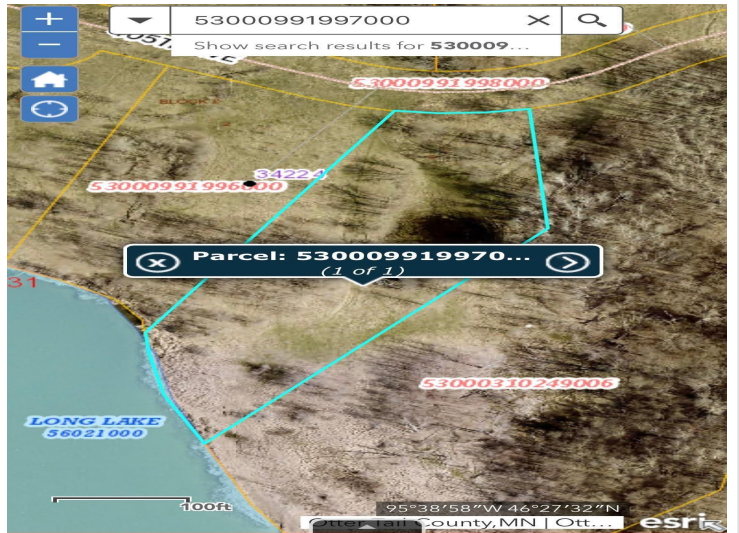 53000991997000
Show search results for 530009...
53000991998000
34224
53000991996000
Parcel: 530009919970...
(1 of 1)
31
53000310249006
LONG LAKE
56021000
100ft
95°38'58"W 46°27'32"N
Otter Tail County, MN | Ott...
esri